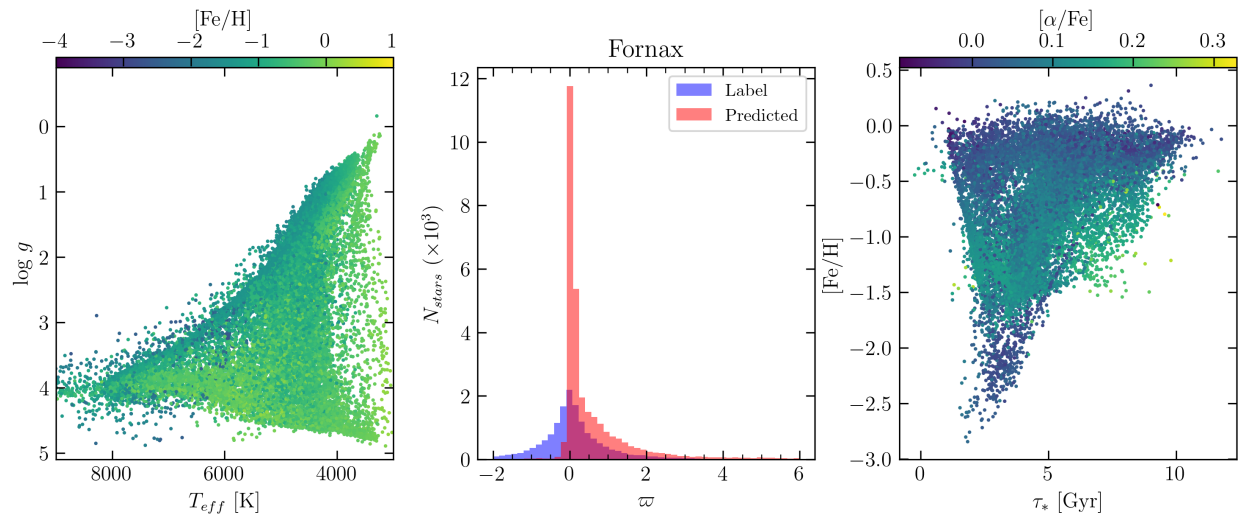 [Fe/H]
−4 −3 −2 −1 0 1
0
1
2
3
4
5
log g
8000 6000 4000
T_eff [K]
Fornax
Label
Predicted
12
10
8
6
4
2
0
N_stars (×10³)
−2 0 2 4 6
ϖ
[α/Fe]
0.0 0.1 0.2 0.3
0.5
0.0
−0.5
−1.0
−1.5
−2.0
−2.5
−3.0
[Fe/H]
0 5 10
τ_* [Gyr]